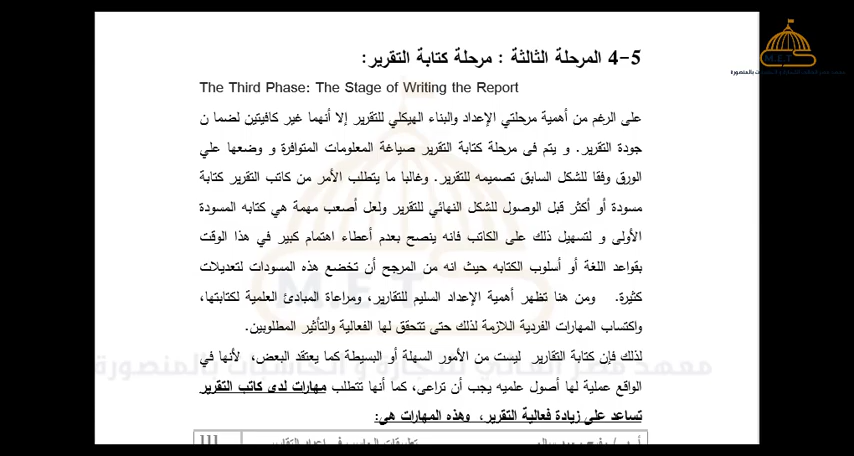 4-5 المرحلة الثالثة : مرحلة كتابة التقرير:
The Third Phase: The Stage of Writing the Report
على الرغم من أهمية مرحلتي الإعداد والبناء الهيكلي للتقرير إلا أنهما غير كافيتين لضما ن
جودة التقرير. و يتم فى مرحلة كتابة التقرير صياغة المعلومات المتوافرة و وضعها علي
الورق وفقا للشكل السابق تصميمه للتقرير. وغالبا ما يتطلب الأمر من كاتب التقرير كتابة
مسودة أو أكثر قبل الوصول للشكل النهائي للتقرير ولعل أصعب مهمة هي كتابه المسودة
الأولى و لتسهيل ذلك على الكاتب فانه ينصح بعدم أعطاء اهتمام كبير في هذا الوقت
بقواعد اللغة أو أسلوب الكتابه حيث انه من المرجح أن تخضع هذه المسودات لتعديلات
كثيرة. ومن هنا تظهر أهمية الإعداد السليم للتقارير، ومراعاة المبادئ العلمية لكتابتها،
واكتساب المهارات الفردية اللازمة لذلك حتى تتحقق لها الفعالية والتأثير المطلوبين.
لذلك فإن كتابة التقارير ليست من الأمور السهلة أو البسيطة كما يعتقد البعض، لأنها في
الواقع عملية لها أصول علميه يجب أن تراعى، كما أنها تتطلب مهارات لدى كاتب التقرير
تساعد على زيادة فعالية التقرير، وهذه المهارات هى:
M.E.T